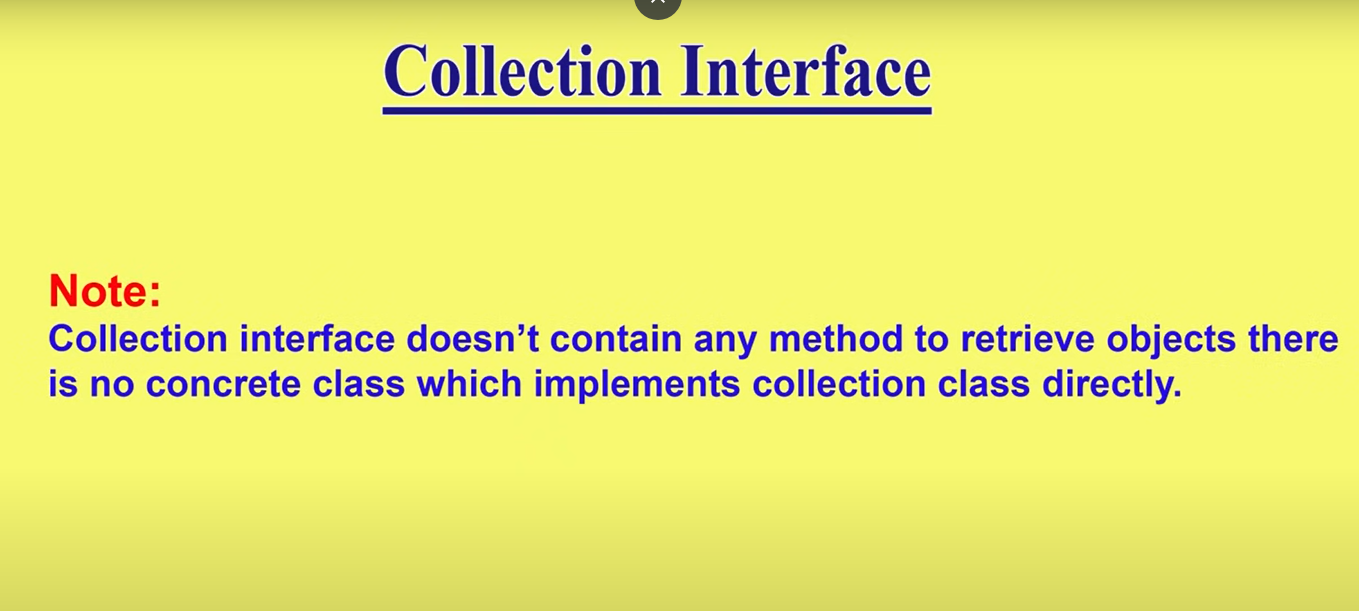 Collection Interface
Note:
Collection interface doesn’t contain any method to retrieve objects there
is no concrete class which implements collection class directly.